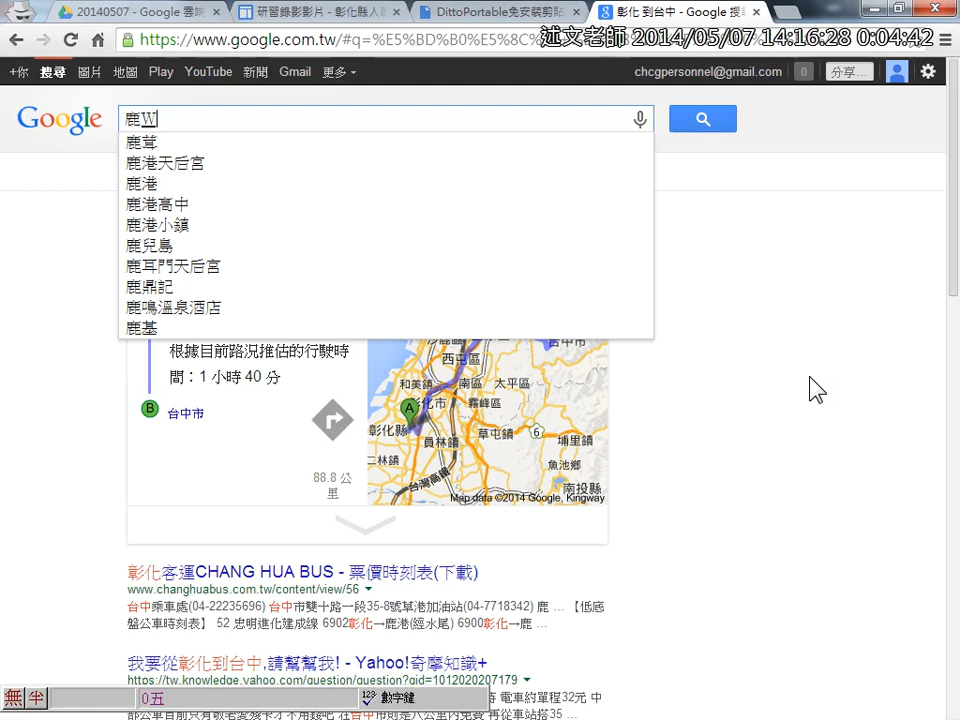 20140507 - Google 雲端
研習錄影影片 - 彰化縣人
DittoPortable免安裝剪貼
彰化 到台中 - Google 搜尋
https://www.google.com.tw/#q=%E5%BD%B0%E5%8C%
述文老師 2014/05/07 14:16:28 0:04:42
+你 搜尋 圖片 地圖 Play YouTube 新聞 Gmail 更多
chcgpersonnel@gmail.com 0 分享...
Google
鹿W
鹿茸
鹿港天后宮
鹿港
鹿港高中
鹿港小鎮
鹿兒島
鹿耳門天后宮
鹿鼎記
鹿鳴溫泉酒店
鹿基
根據目前路況推估的行駛時
間：1 小時 40 分
B 台中市
88.8 公
里
西屯區
台中市
和美鎮 南區 太平區
A 彰化市 霧峰區
彰化縣 草屯鎮 6 埔里鎮
員林鎮
二林鎮 魚池鄉
台灣高鐵 南投縣
Map data ©2014 Google, Kingway
彰化客運CHANG HUA BUS - 票價時刻表(下載)
www.changhuabus.com.tw/content/view/56
台中乘車處(04-22235696) 台中市雙十路一段35-8號草港加油站(04-7718342) 鹿 ... 【低底
盤公車時刻表】 52 忠明進化建成線 6902彰化→鹿港(經水尾) 6900彰化→鹿 ...
我要從彰化到台中,請幫幫我! - Yahoo!奇摩知識+
https://tw.knowledge.yahoo.com/question/question?qid=1012020207179
電車約單程32元 中
無 半 0五 123 數字鍵